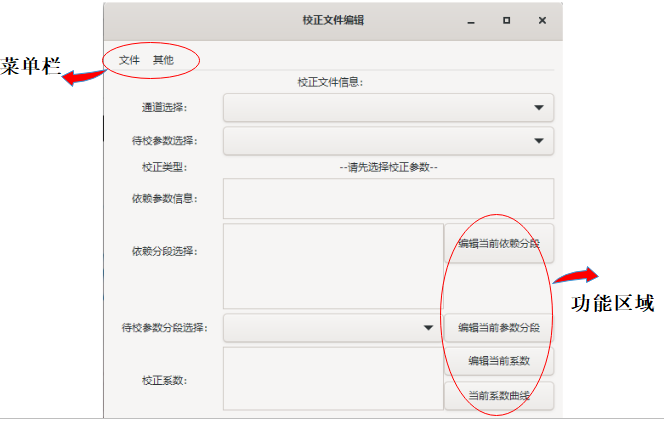 校正文件编辑
文件 其他
菜单栏
校正文件信息:
通道选择:
待校参数选择:
校正类型: --请先选择校正参数--
依赖参数信息:
依赖分段选择: 编辑当前依赖分段
功能区域
待校参数分段选择: 编辑当前参数分段
编辑当前系数
校正系数:
当前系数曲线